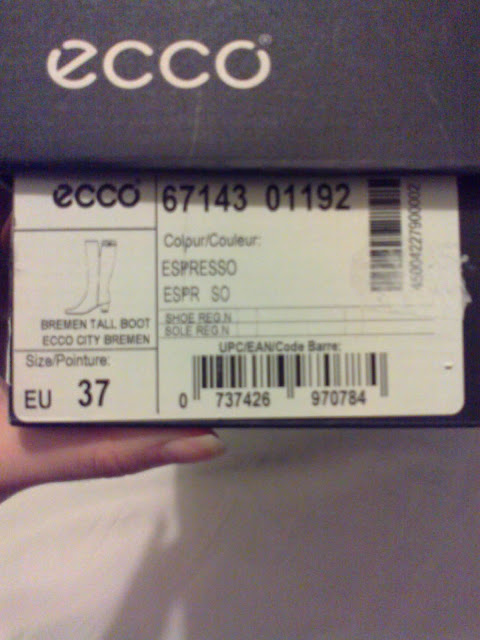 ecco
ecco 67143 01192
Colour/Couleur:
ESPRESSO
ESPR SO
BREMEN TALL BOOT
ECCO CITY BREMEN
SHOE REG.N
SOLE REG.N
Size/Pointure:
EU 37
UPC/EAN/Code Barre:
0 737426 970784
45004227900002